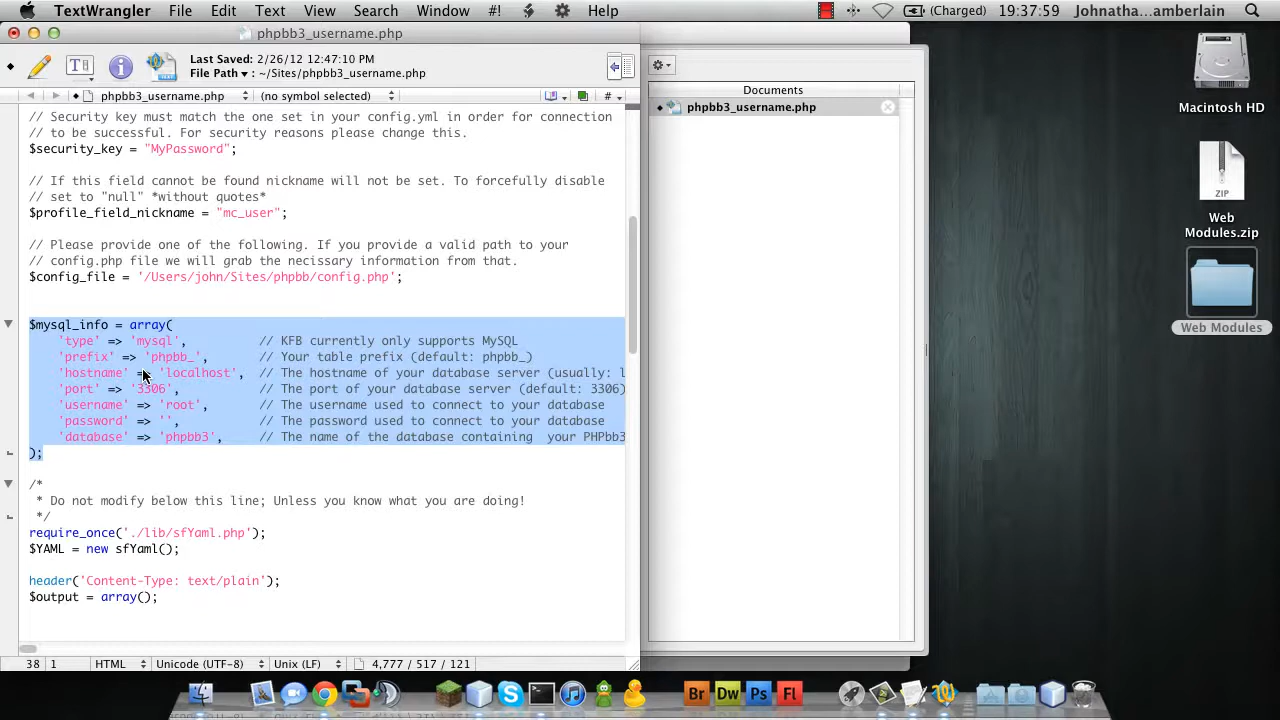 TextWrangler File Edit Text View Search Window #! Help (Charged) 19:37:59 Johnatha...amberlain
phpbb3_username.php
Last Saved: 2/26/12 12:47:10 PM
File Path ▾ : ~/Sites/phpbb3_username.php
phpbb3_username.php (no symbol selected) #
// Security key must match the one set in your config.yml in order for connection
// to be successful. For security reasons please change this.
$security_key = "MyPassword";
// If this field cannot be found nickname will not be set. To forcefully disable
// set to "null" *without quotes*
$profile_field_nickname = "mc_user";
// Please provide one of the following. If you provide a valid path to your
// config.php file we will grab the necissary information from that.
$config_file = '/Users/john/Sites/phpbb/config.php';
$mysql_info = array(
'type' => 'mysql', // KFB currently only supports MySQL
'prefix' => 'phpbb_', // Your table prefix (default: phpbb_)
'hostname' => 'localhost', // The hostname of your database server (usually: l
'port' => '3306', // The port of your database server (default: 3306)
'username' => 'root', // The username used to connect to your database
'password' => '', // The password used to connect to your database
'database' => 'phpbb3', // The name of the database containing your PHPbb3
);
/*
* Do not modify below this line; Unless you know what you are doing!
*/
require_once('./lib/sfYaml.php');
$YAML = new sfYaml();
header('Content-Type: text/plain');
$output = array();
38 1 HTML Unicode (UTF-8) Unix (LF) 4,777 / 517 / 121
Documents
phpbb3_username.php
Macintosh HD
ZIP
Web
Modules.zip
Web Modules
Br Dw Ps Fl